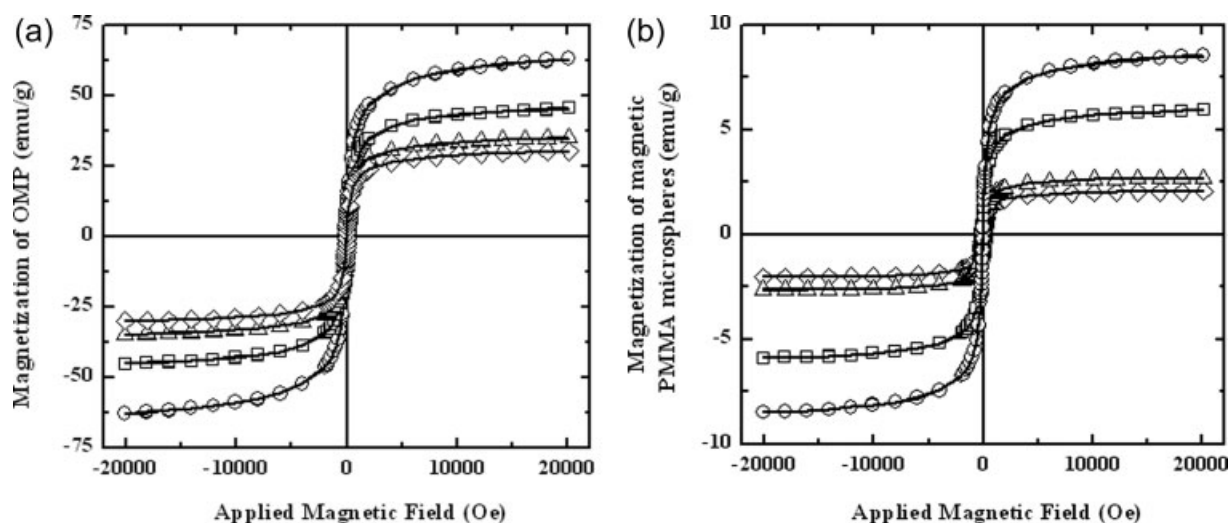 (a)
Magnetization of OMP (emu/g)
75
50
25
0
-25
-50
-75
-20000 -10000 0 10000 20000
Applied Magnetic Field (Oe)
(b)
Magnetization of magnetic
PMMA microspheres (emu/g)
10
5
0
-5
-10
-20000 -10000 0 10000 20000
Applied Magnetic Field (Oe)